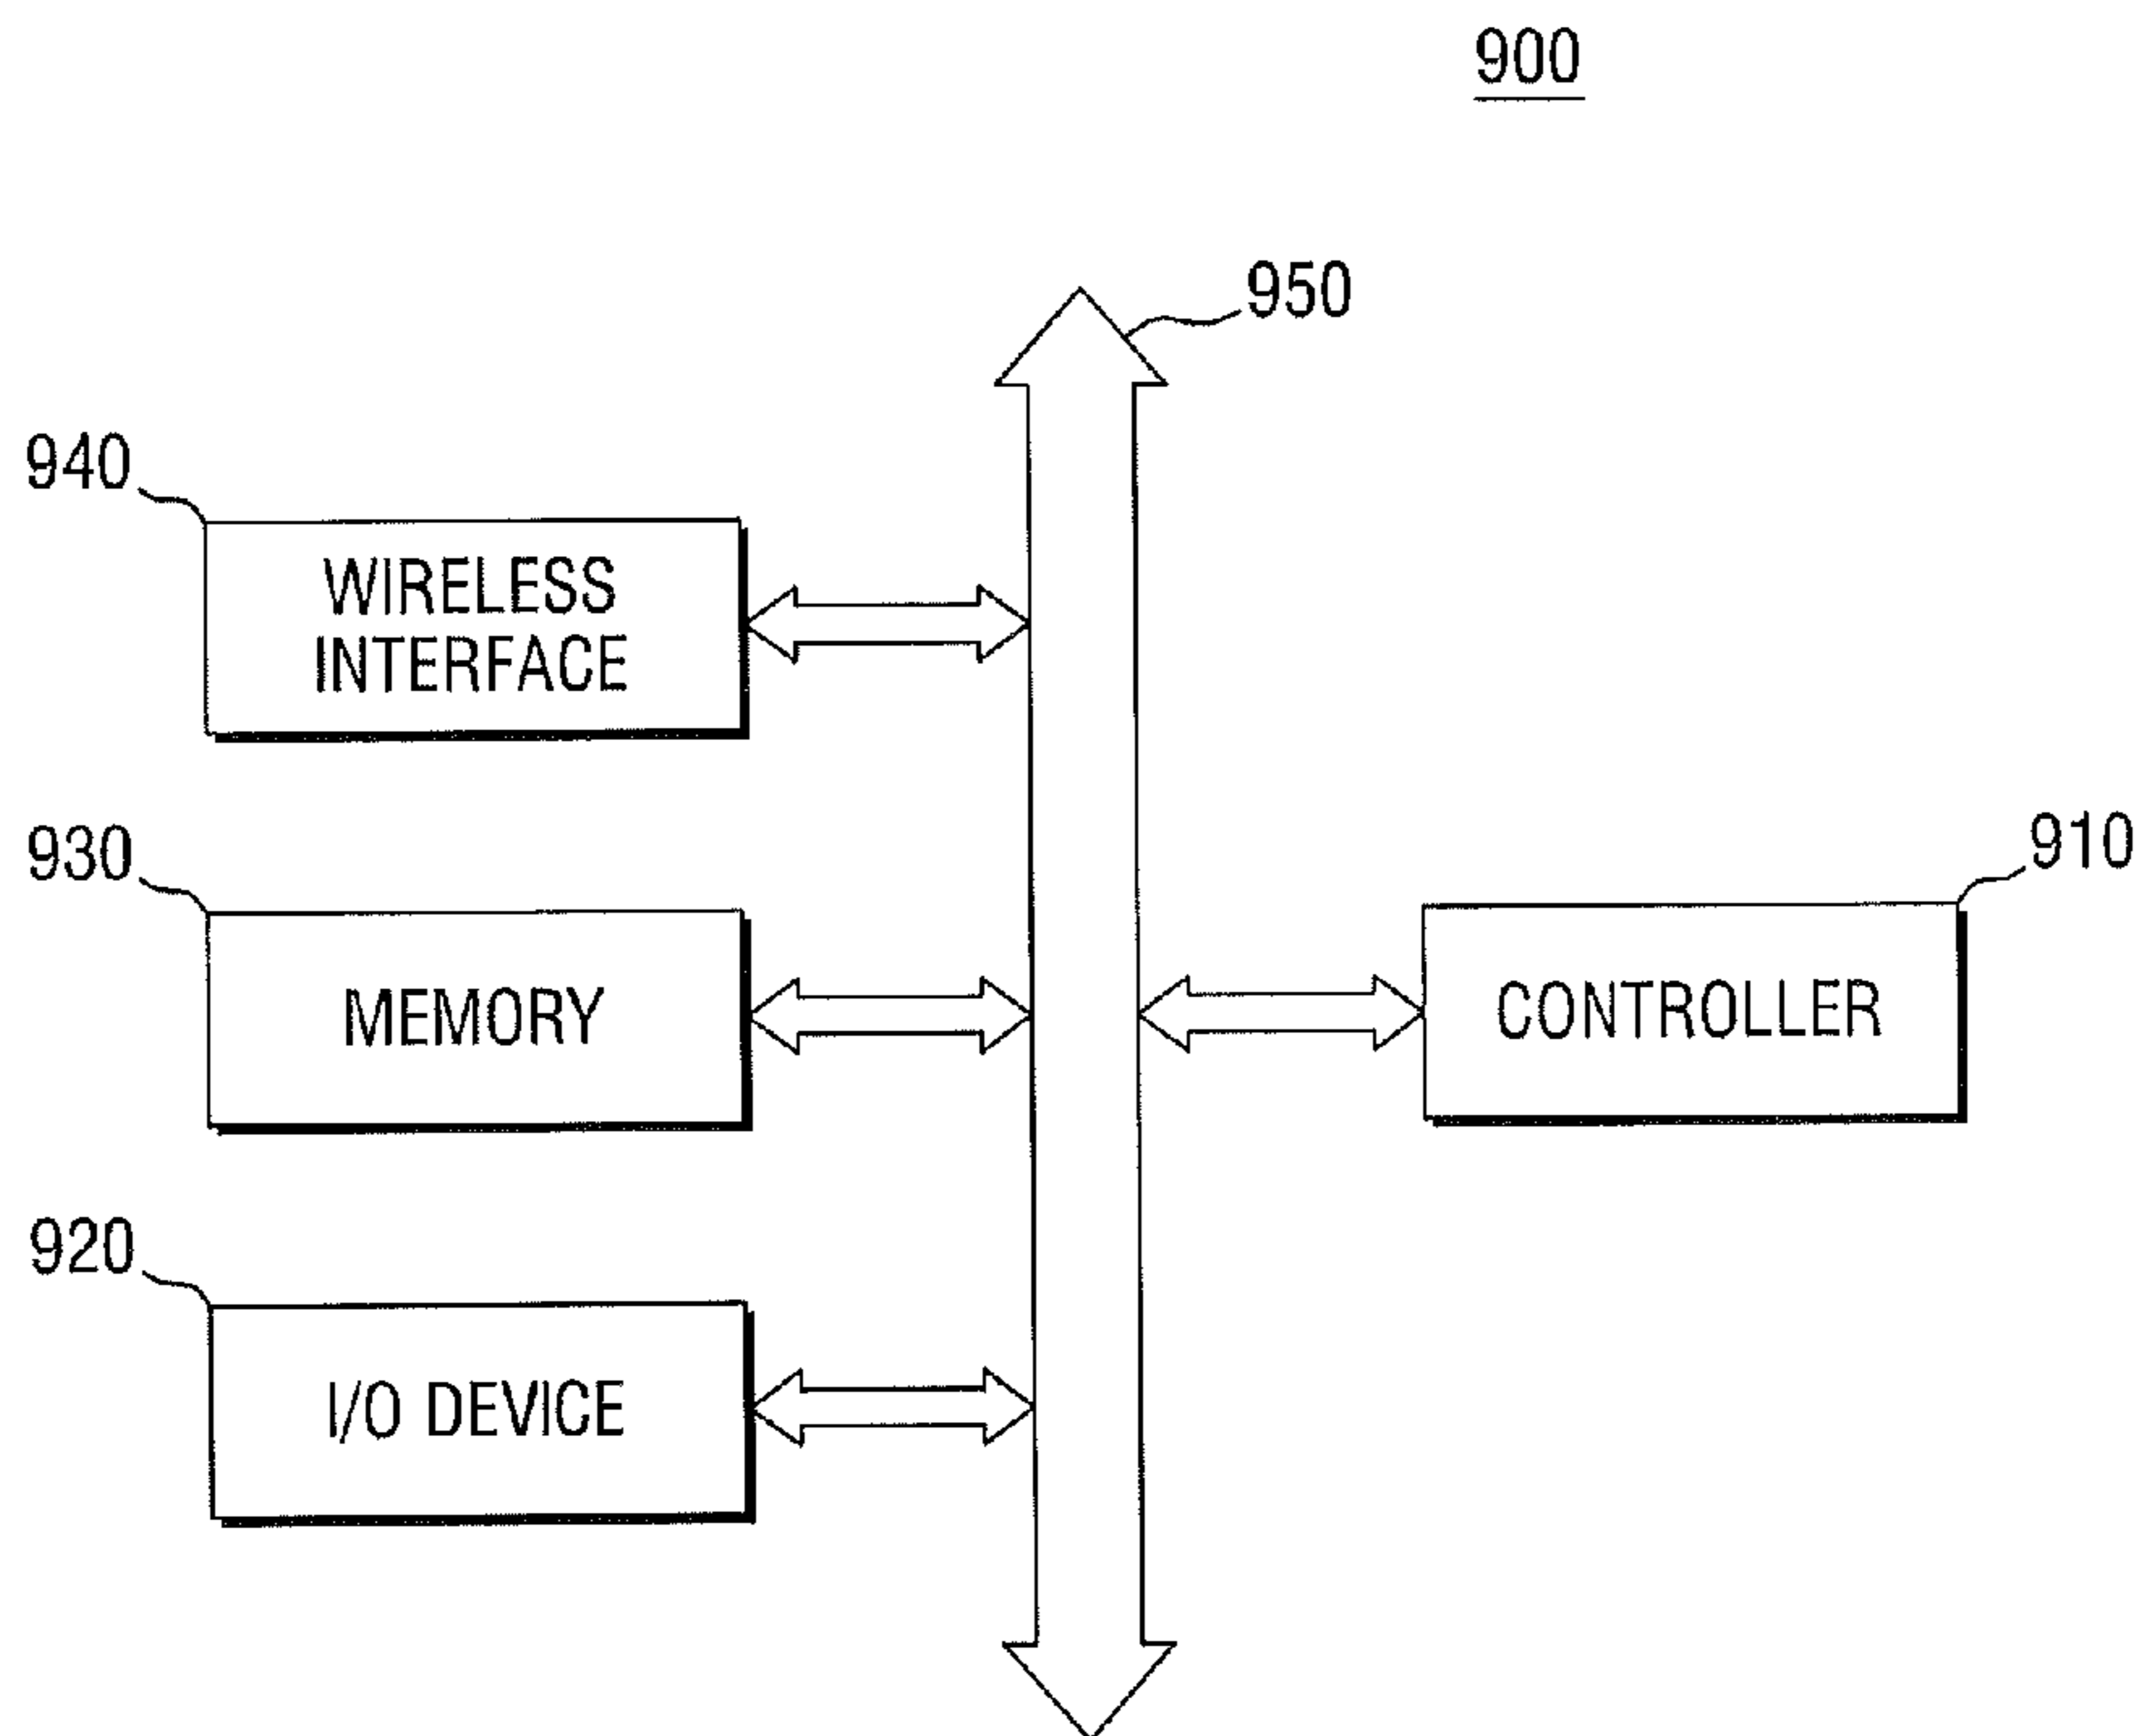 900
950
940
WIRELESS
INTERFACE
930
910
MEMORY
CONTROLLER
920
I/O DEVICE